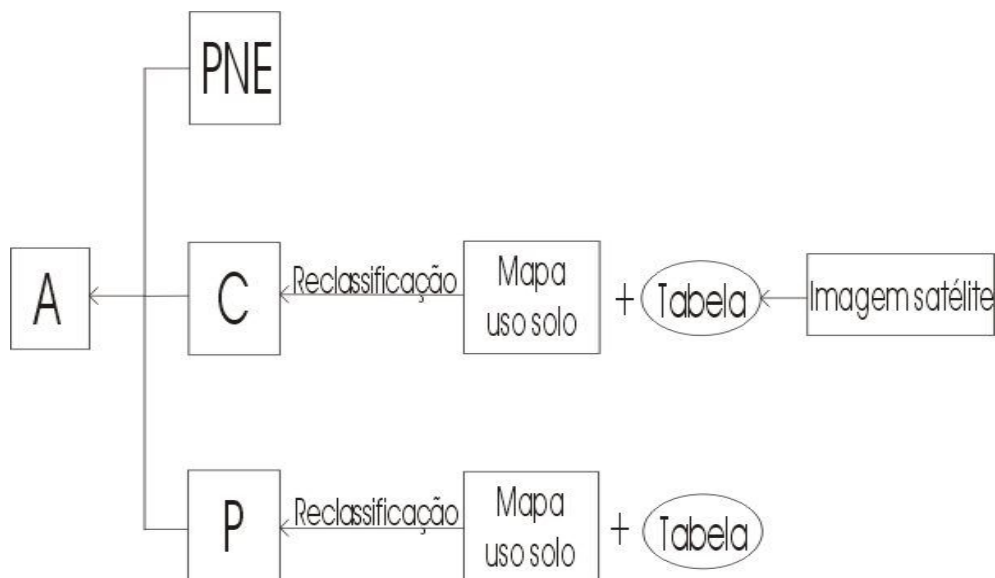 PNE
A
C
Reclassificação
Mapa
uso solo
+
Tabela
Imagem satélite
P
Reclassificação
Mapa
uso solo
+
Tabela